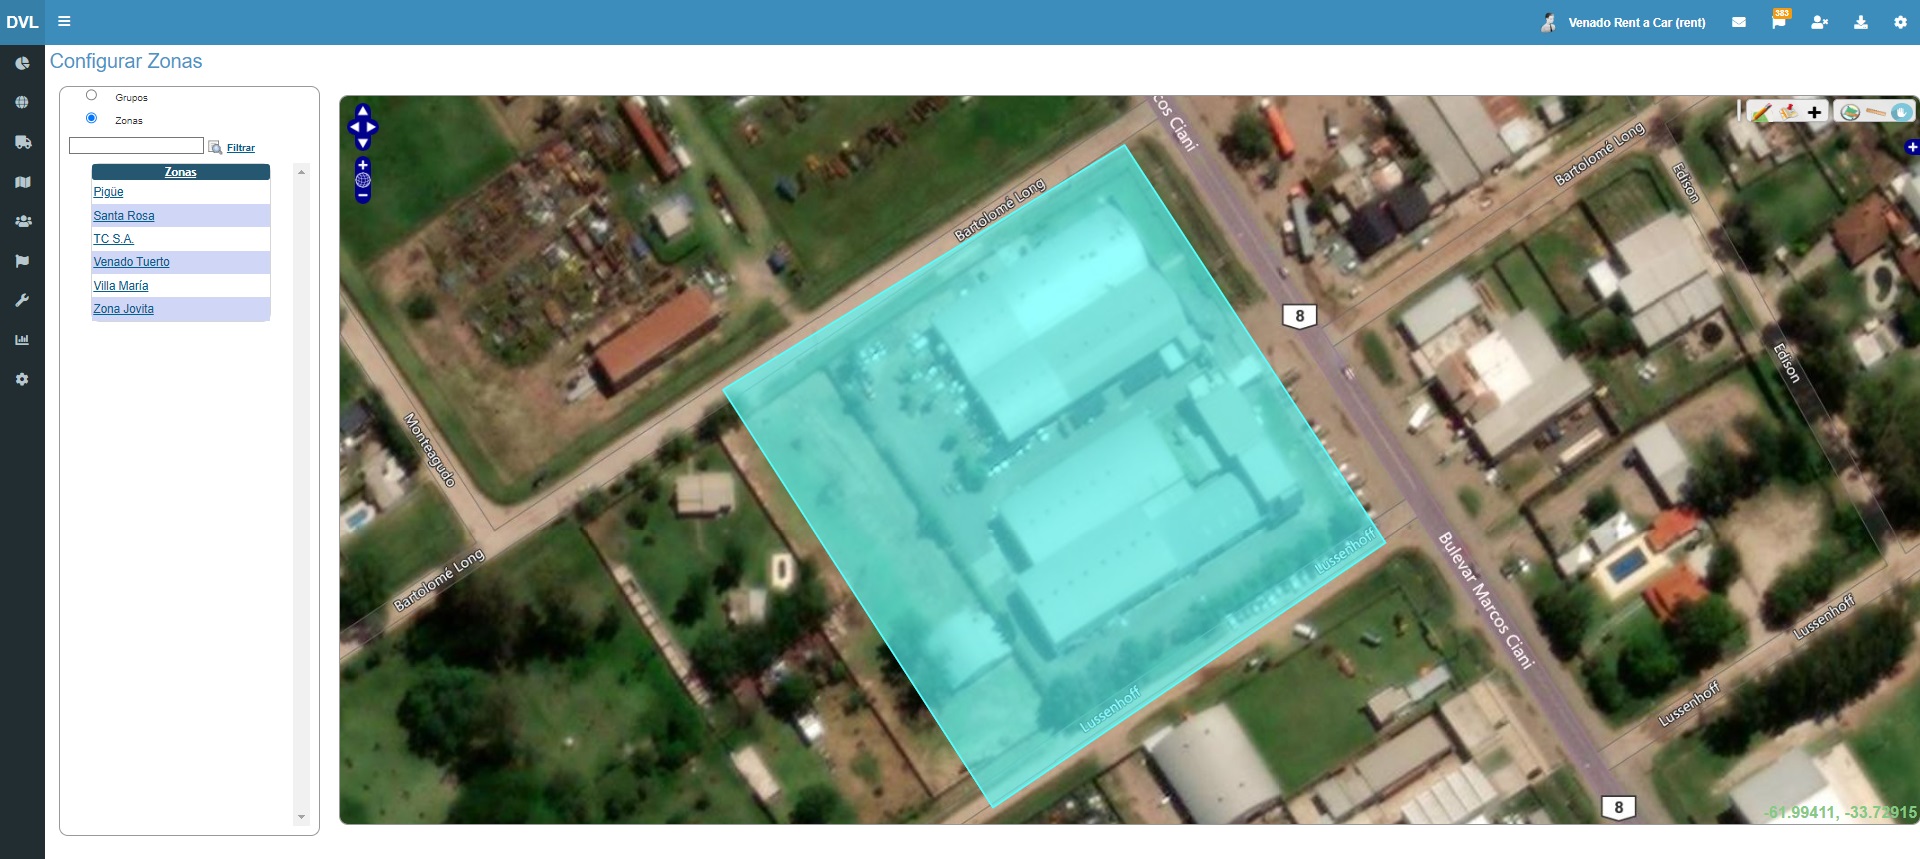 DVL
Venado Rent a Car (rent)
383
Configurar Zonas
Grupos
Zonas
Filtrar
Zonas
Pigüe
Santa Rosa
TC S.A.
Venado Tuerto
Villa María
Zona Jovita
cos Ciani
Bartolomé Long
Bartolomé Long
Edison
8
Edison
Monteagudo
Bartolomé Long
Lussenhoff
Bulevar Marcos Ciani
Lussenhoff
Lussenhoff
Lussenhoff
8
-61.99411, -33.72915